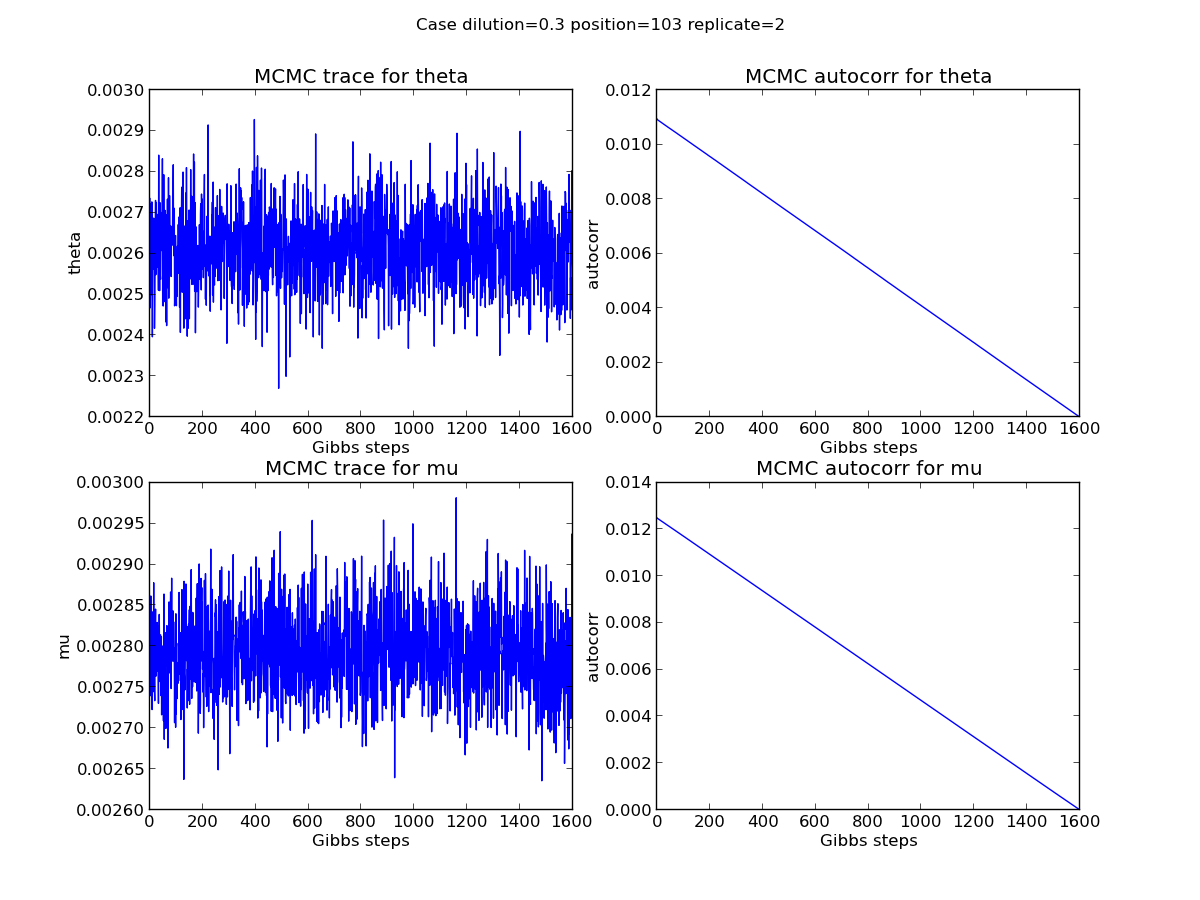 Case dilution=0.3 position=103 replicate=2
MCMC trace for theta
0.0030
0.0029
0.0028
0.0027
0.0026
0.0025
0.0024
0.0023
0.0022
theta
0 200 400 600 800 1000 1200 1400 1600
Gibbs steps
MCMC autocorr for theta
0.012
0.010
0.008
0.006
0.004
0.002
0.000
autocorr
0 200 400 600 800 1000 1200 1400 1600
Gibbs steps
MCMC trace for mu
0.00300
0.00295
0.00290
0.00285
0.00280
0.00275
0.00270
0.00265
0.00260
mu
0 200 400 600 800 1000 1200 1400 1600
Gibbs steps
MCMC autocorr for mu
0.014
0.012
0.010
0.008
0.006
0.004
0.002
0.000
autocorr
0 200 400 600 800 1000 1200 1400 1600
Gibbs steps